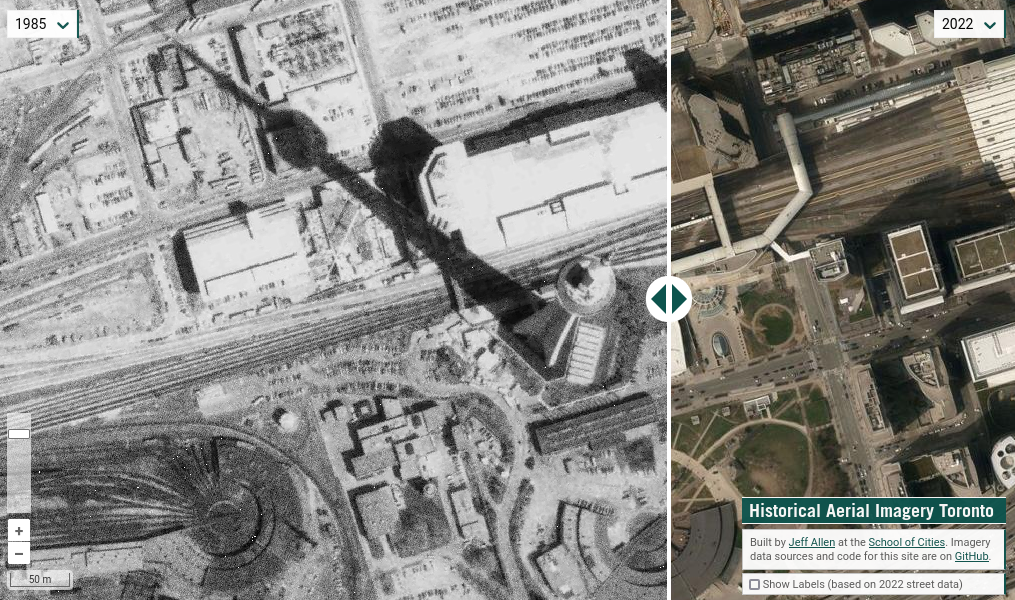 1985
2022
+
−
50 m
Historical Aerial Imagery Toronto
Built by Jeff Allen at the School of Cities. Imagery
data sources and code for this site are on GitHub.
Show Labels (based on 2022 street data)